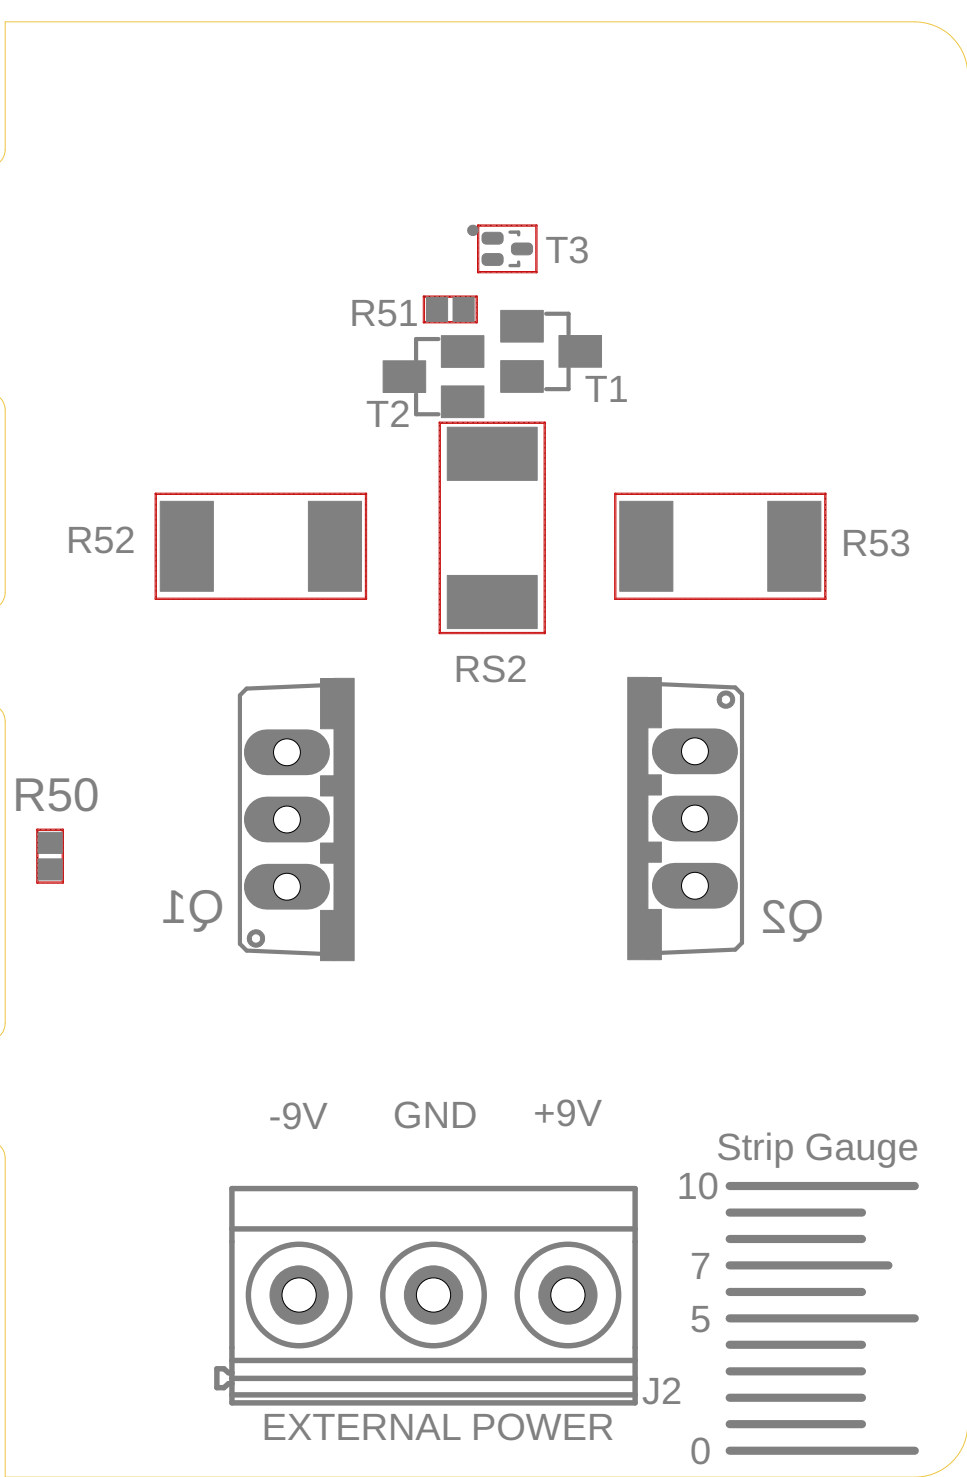 T3
R51
T1
T2
R52
R53
RS2
R50
Q1
Q2
-9V
GND
+9V
Strip Gauge
10
7
5
J2
EXTERNAL POWER
0